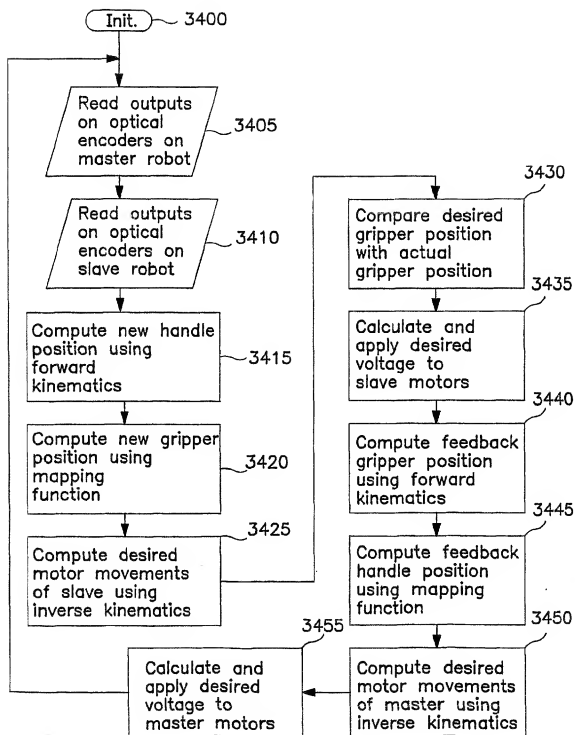 Init.
3400
Read outputs
on optical
encoders on
master robot
3405
Read outputs
on optical
encoders on
slave robot
3410
Compute new handle
position using
forward
kinematics
3415
Compute new gripper
position using
mapping
function
3420
3425
Compute desired
motor movements
of slave using
inverse kinematics
3430
Compare desired
gripper position
with actual
gripper position
3435
Calculate and
apply desired
voltage to
slave motors
3440
Compute feedback
gripper position
using forward
kinematics
3445
Compute feedback
handle position
using mapping
function
3450
Compute desired
motor movements
of master using
inverse kinematics
3455
Calculate and
apply desired
voltage to
master motors